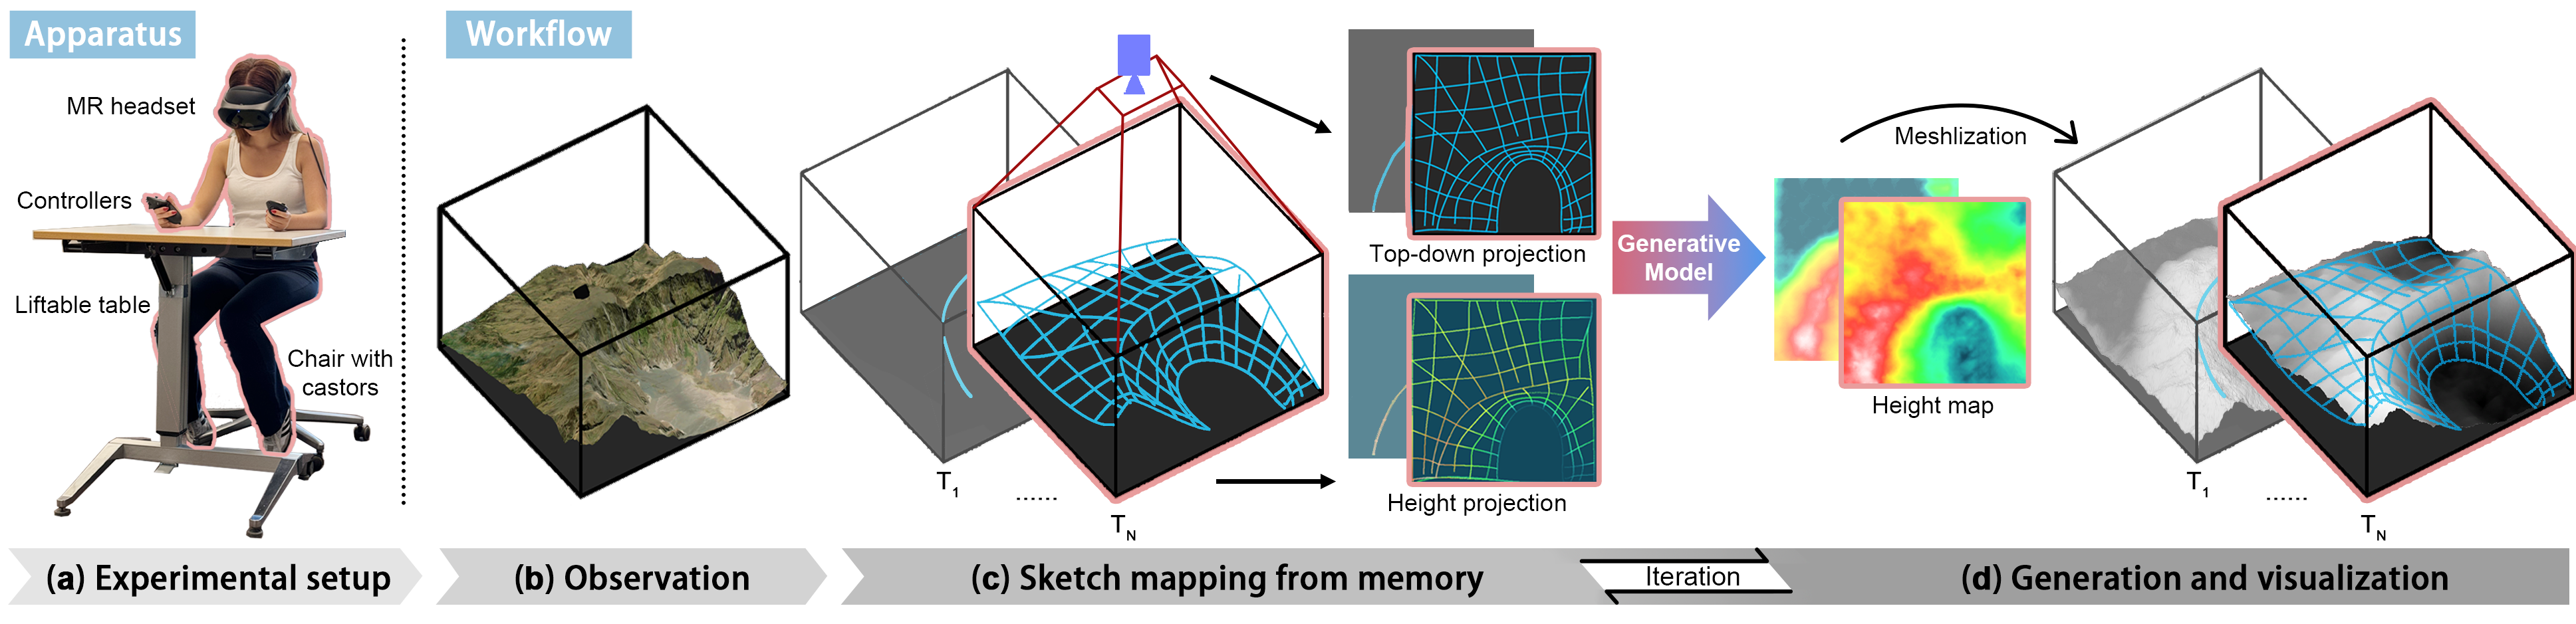 Apparatus
MR headset
Controllers
Liftable table
Chair with
castors
Workflow
T1
......
TN
Top-down projection
Height projection
Generative
Model
Meshlization
Height map
T1
......
TN
(a) Experimental setup
(b) Observation
(c) Sketch mapping from memory
Iteration
(d) Generation and visualization